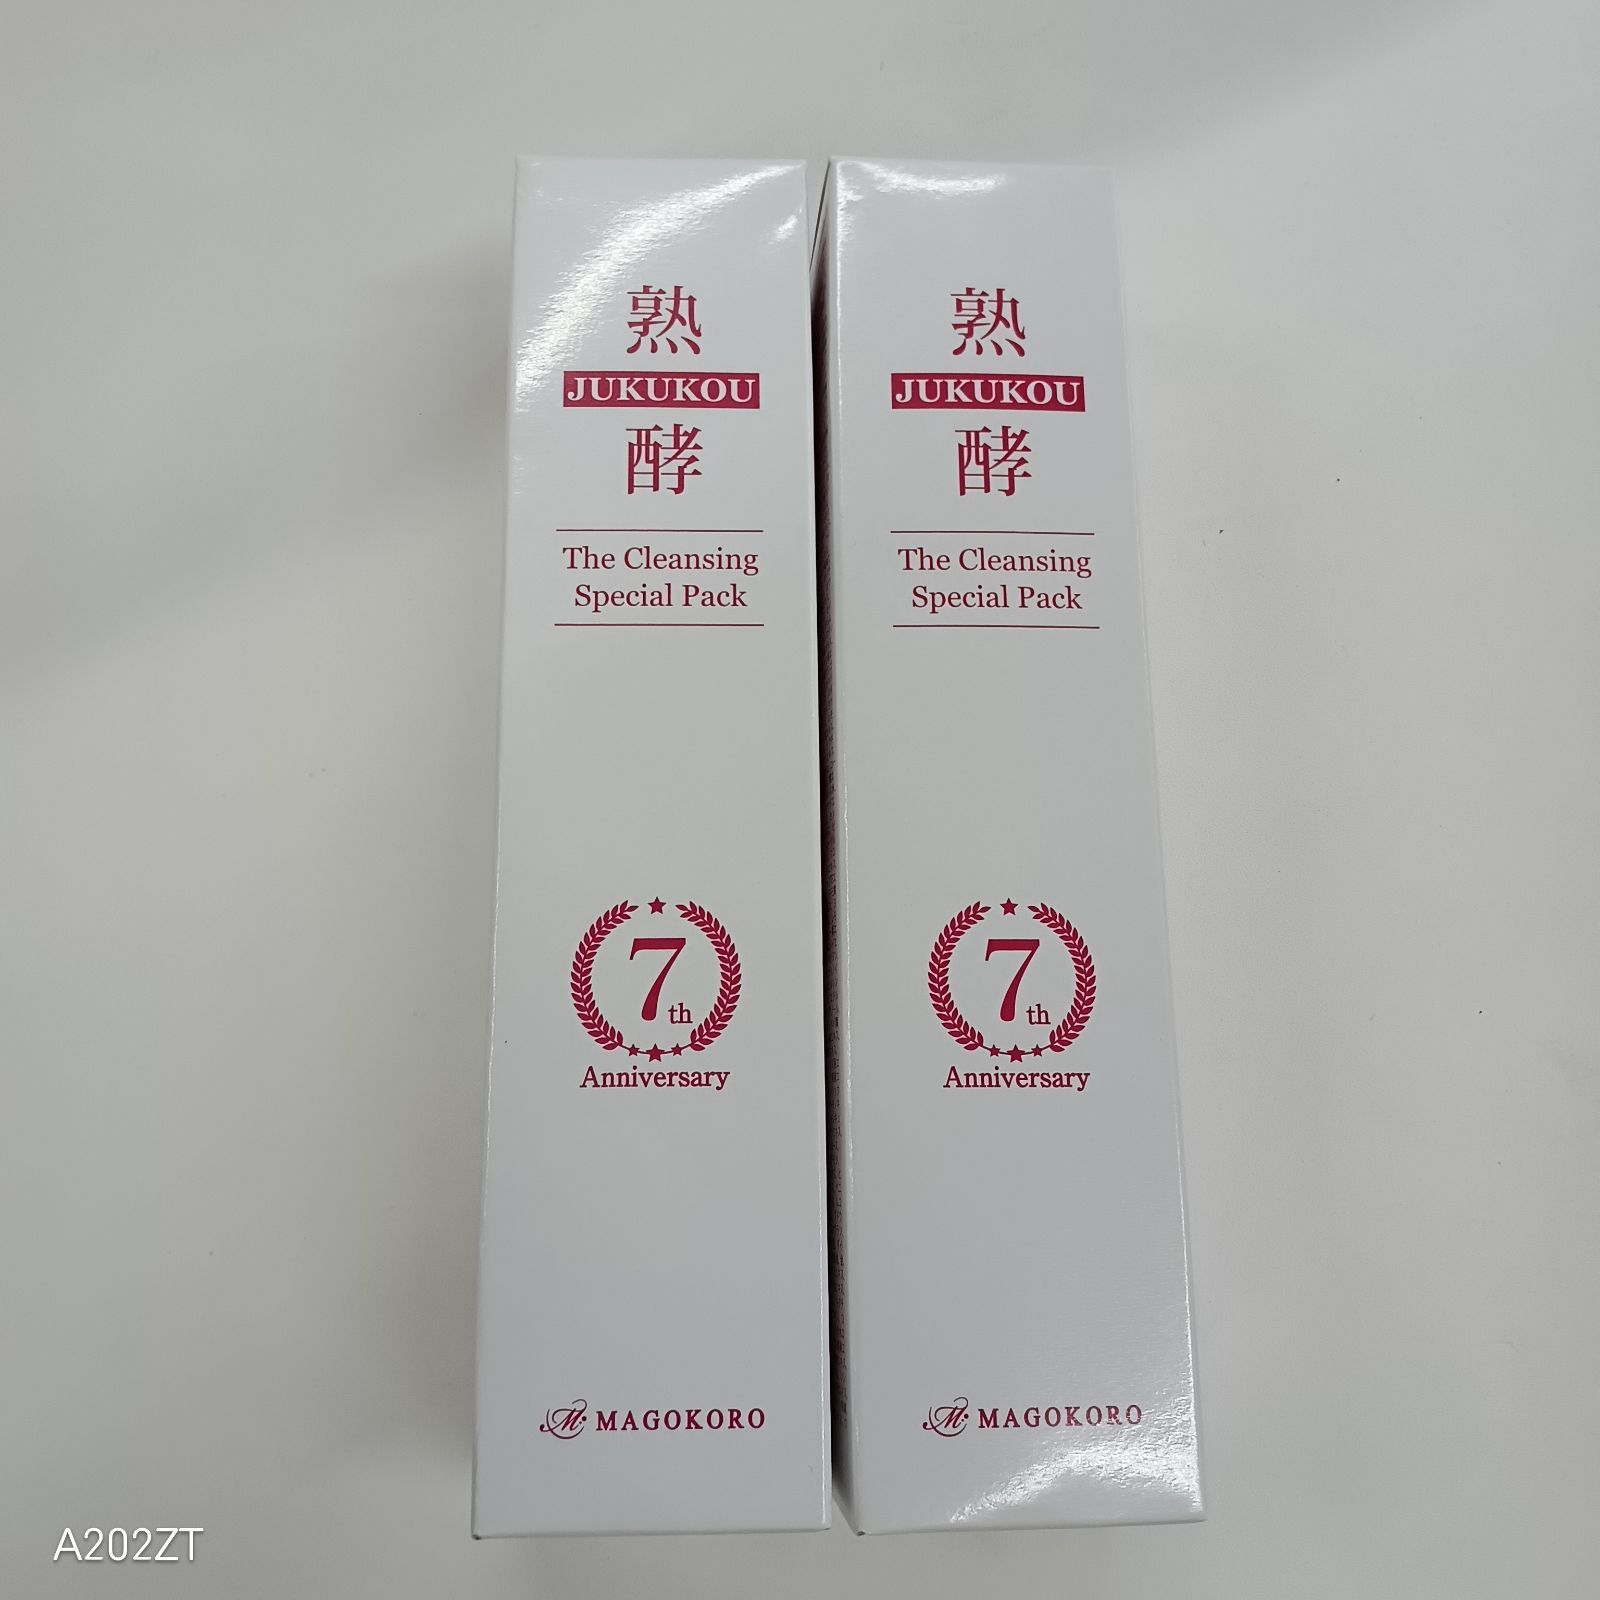 熟
JUKUKOU
酵
The Cleansing
Special Pack
7th
Anniversary
M MAGOKORO
熟
JUKUKOU
酵
The Cleansing
Special Pack
7th
Anniversary
M MAGOKORO
A202ZT